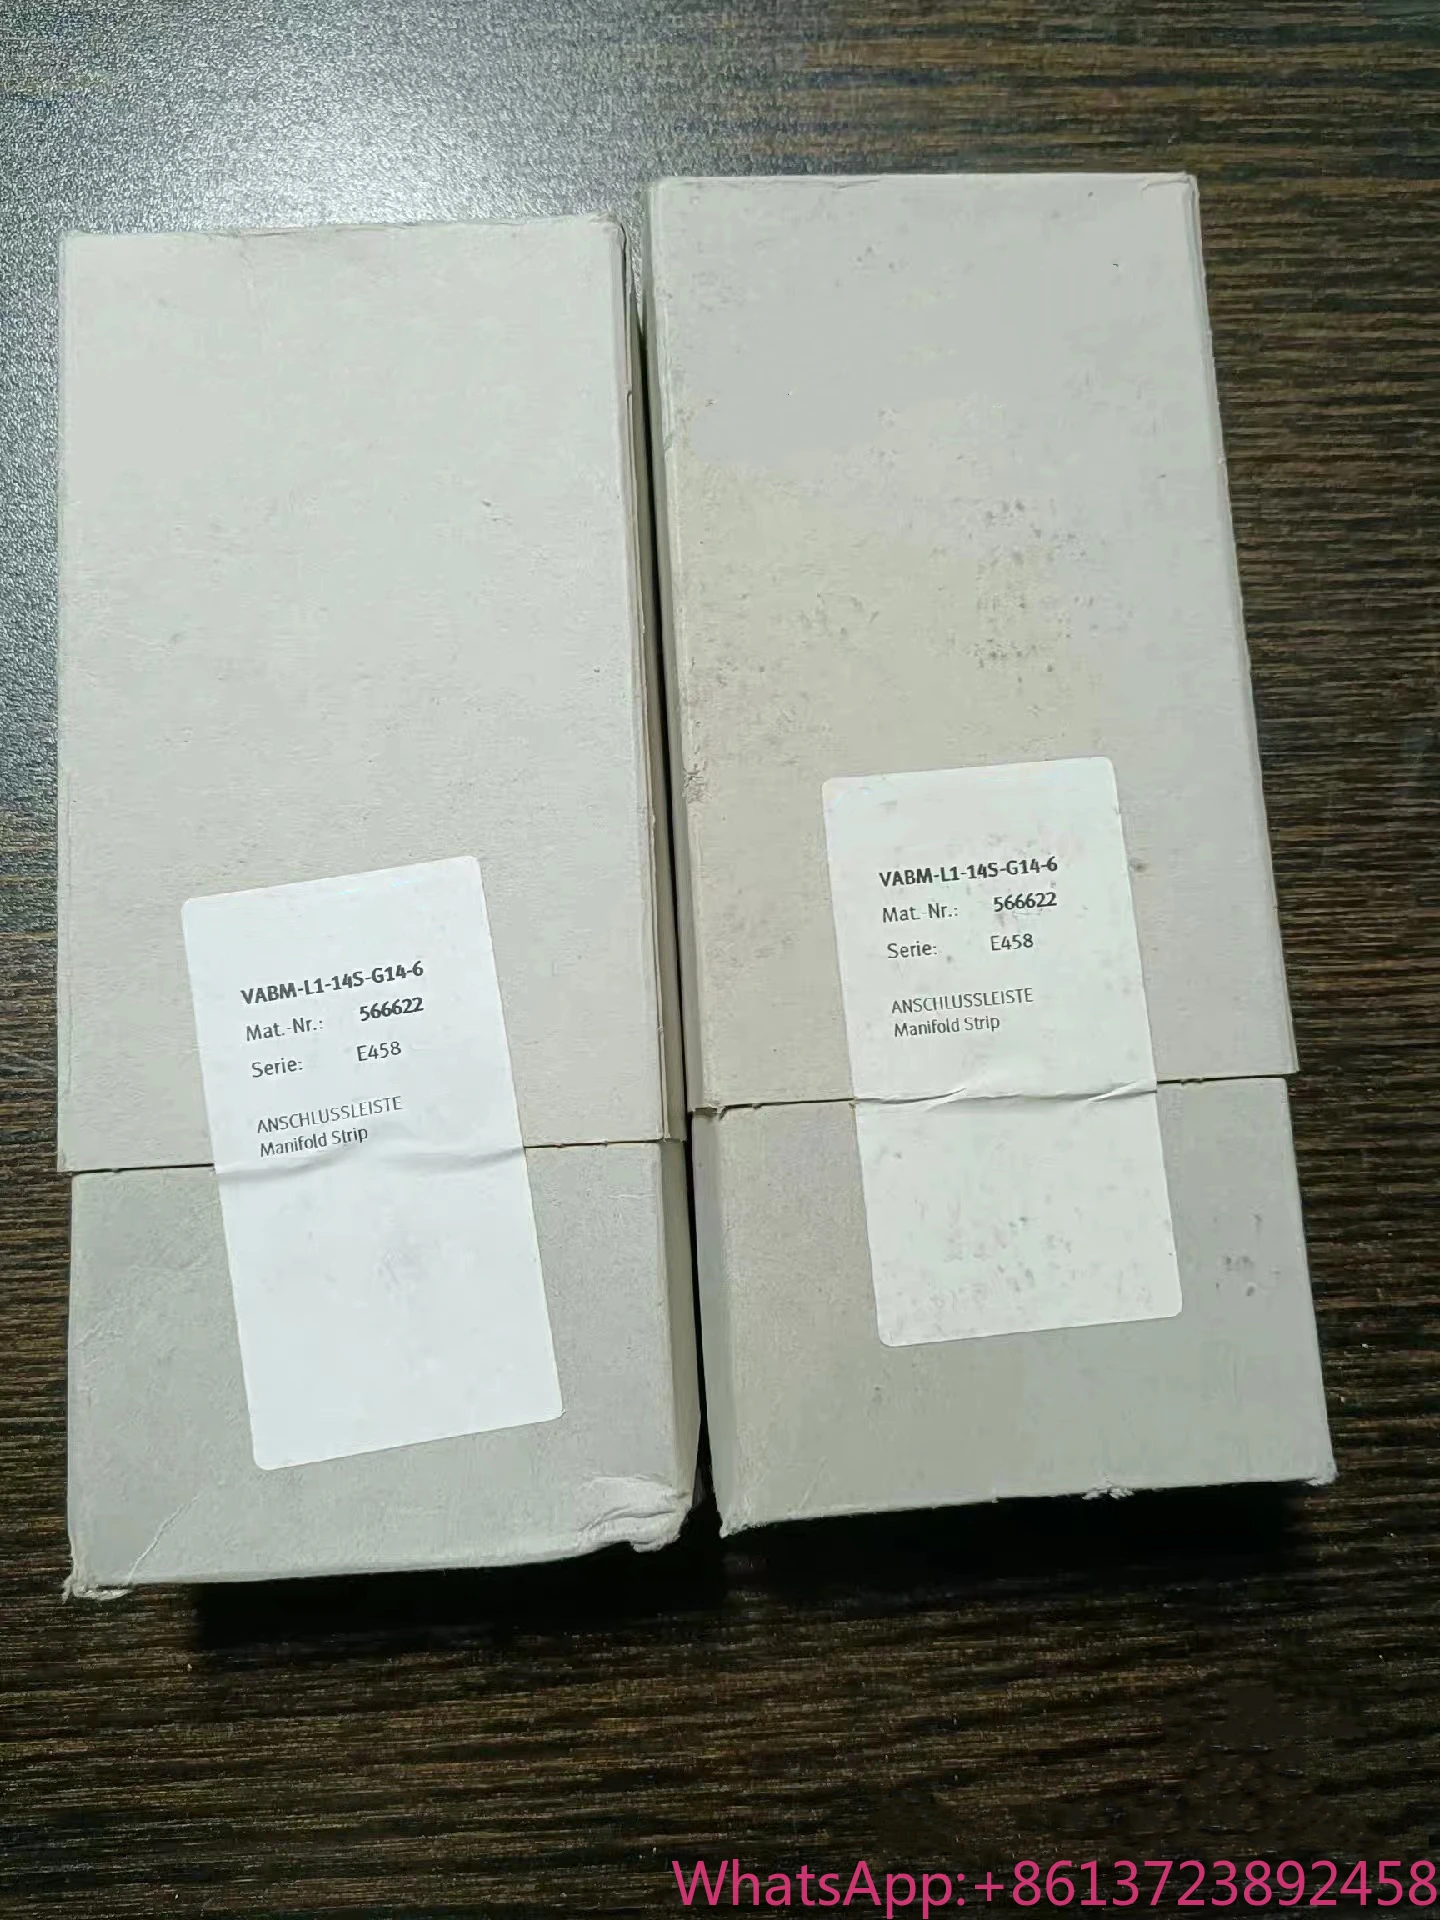 VABM-L1-14S-G14-6
Mat.-Nr.: 566622
Serie: E458
ANSCHLUSSLEISTE
Manifold Strip
VABM-L1-14S-G14-6
Mat.-Nr.: 566622
Serie: E458
ANSCHLUSSLEISTE
Manifold Strip
WhatsApp:+8613723892458